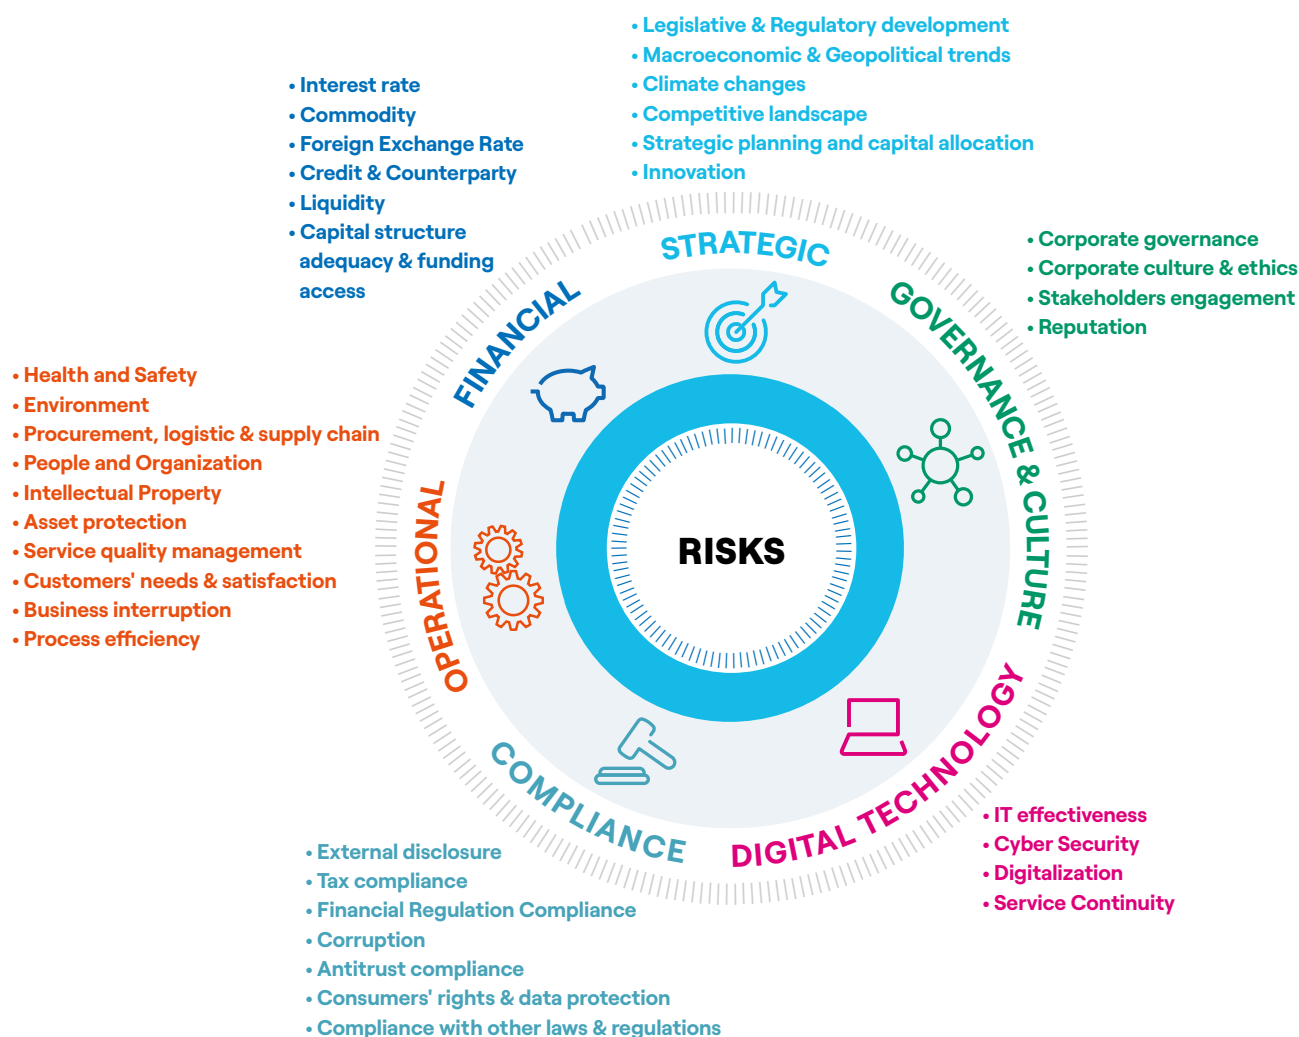 STRATEGIC
• Legislative & Regulatory development
• Macroeconomic & Geopolitical trends
• Climate changes
• Competitive landscape
• Strategic planning and capital allocation
• Innovation
GOVERNANCE & CULTURE
• Corporate governance
• Corporate culture & ethics
• Stakeholders engagement
• Reputation
DIGITAL TECHNOLOGY
• IT effectiveness
• Cyber Security
• Digitalization
• Service Continuity
COMPLIANCE
• External disclosure
• Tax compliance
• Financial Regulation Compliance
• Corruption
• Antitrust compliance
• Consumers' rights & data protection
• Compliance with other laws & regulations
OPERATIONAL
• Health and Safety
• Environment
• Procurement, logistic & supply chain
• People and Organization
• Intellectual Property
• Asset protection
• Service quality management
• Customers' needs & satisfaction
• Business interruption
• Process efficiency
FINANCIAL
• Interest rate
• Commodity
• Foreign Exchange Rate
• Credit & Counterparty
• Liquidity
• Capital structure
adequacy & funding
access
RISKS